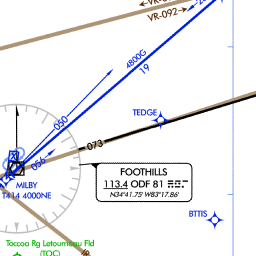 VR-092
4800G
19
050
TEDGE
073
056
MILBY
T414 4000NE
FOOTHILLS
113.4 ODF 81
N34°41.75' W83°17.86'
BTTIS
Toccoa Rg Letourneau Fld
(TOC)